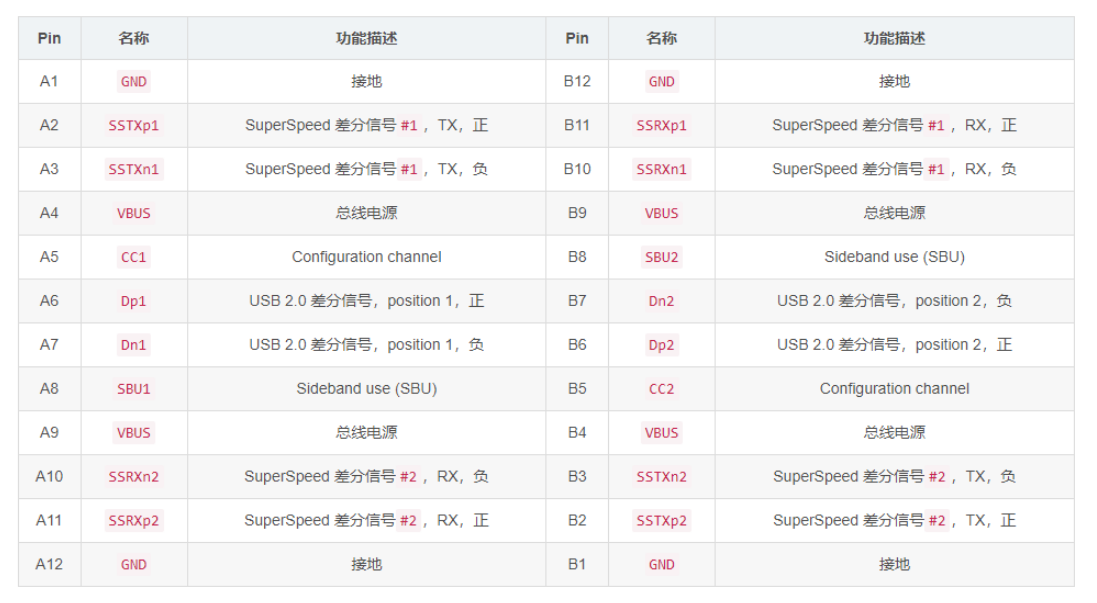 Pin 名称 功能描述 Pin 名称 功能描述
A1 GND 接地 B12 GND 接地
A2 SSTXp1 SuperSpeed 差分信号 #1 ，TX，正 B11 SSRXp1 SuperSpeed 差分信号 #1 ，RX，正
A3 SSTXn1 SuperSpeed 差分信号 #1 ，TX，负 B10 SSRXn1 SuperSpeed 差分信号 #1 ，RX，负
A4 VBUS 总线电源 B9 VBUS 总线电源
A5 CC1 Configuration channel B8 SBU2 Sideband use (SBU)
A6 Dp1 USB 2.0 差分信号，position 1，正 B7 Dn2 USB 2.0 差分信号，position 2，负
A7 Dn1 USB 2.0 差分信号，position 1，负 B6 Dp2 USB 2.0 差分信号，position 2，正
A8 SBU1 Sideband use (SBU) B5 CC2 Configuration channel
A9 VBUS 总线电源 B4 VBUS 总线电源
A10 SSRXn2 SuperSpeed 差分信号 #2 ，RX，负 B3 SSTXn2 SuperSpeed 差分信号 #2 ，TX，负
A11 SSRXp2 SuperSpeed 差分信号 #2 ，RX，正 B2 SSTXp2 SuperSpeed 差分信号 #2 ，TX，正
A12 GND 接地 B1 GND 接地